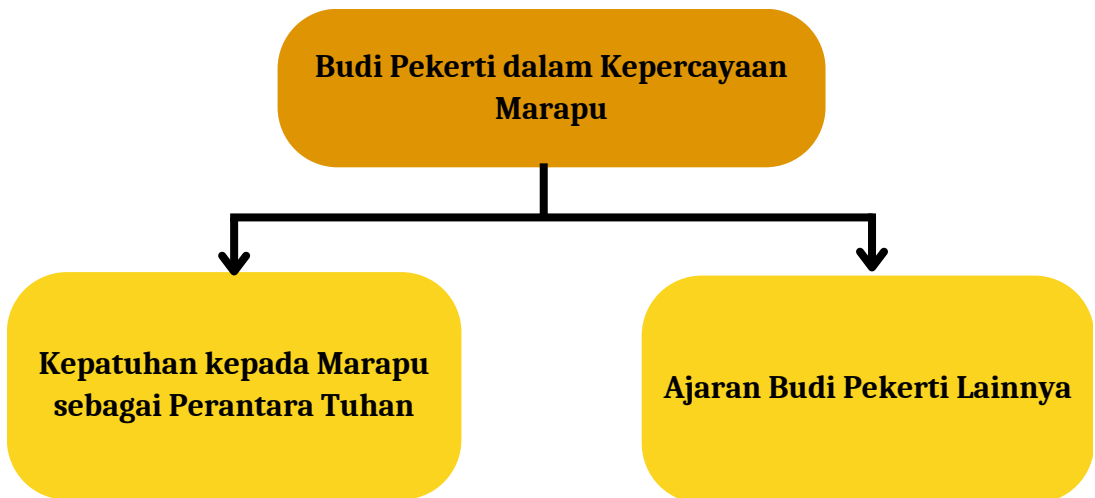 Budi Pekerti dalam Kepercayaan
Marapu
Kepatuhan kepada Marapu
sebagai Perantara Tuhan
Ajaran Budi Pekerti Lainnya